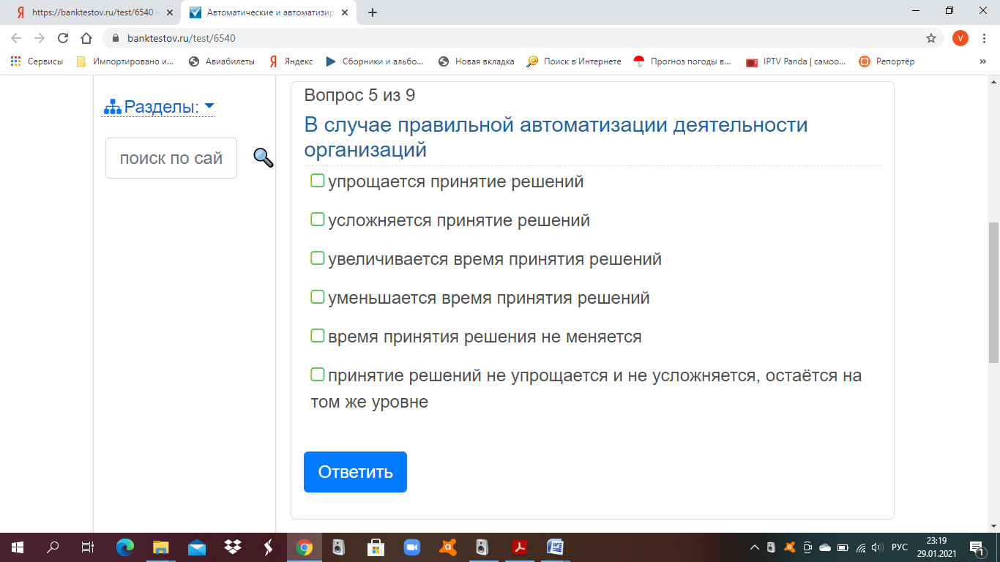 https://banktestov.ru/test/6540 -
Автоматические и автоматизир
banktestov.ru/test/6540
V
Сервисы
Импортировано и...
Авиабилеты
Яндекс
Сборники и альбо...
Новая вкладка
Поиск в Интернете
Прогноз погоды в...
IPTV Panda | самоо...
Репортёр
»
Разделы:
поиск по сай
Вопрос 5 из 9
В случае правильной автоматизации деятельности
организаций
упрощается принятие решений
усложняется принятие решений
увеличивается время принятия решений
уменьшается время принятия решений
время принятия решения не меняется
принятие решений не упрощается и не усложняется, остаётся на
том же уровне
Ответить
РУС
23:19
29.01.2021
1